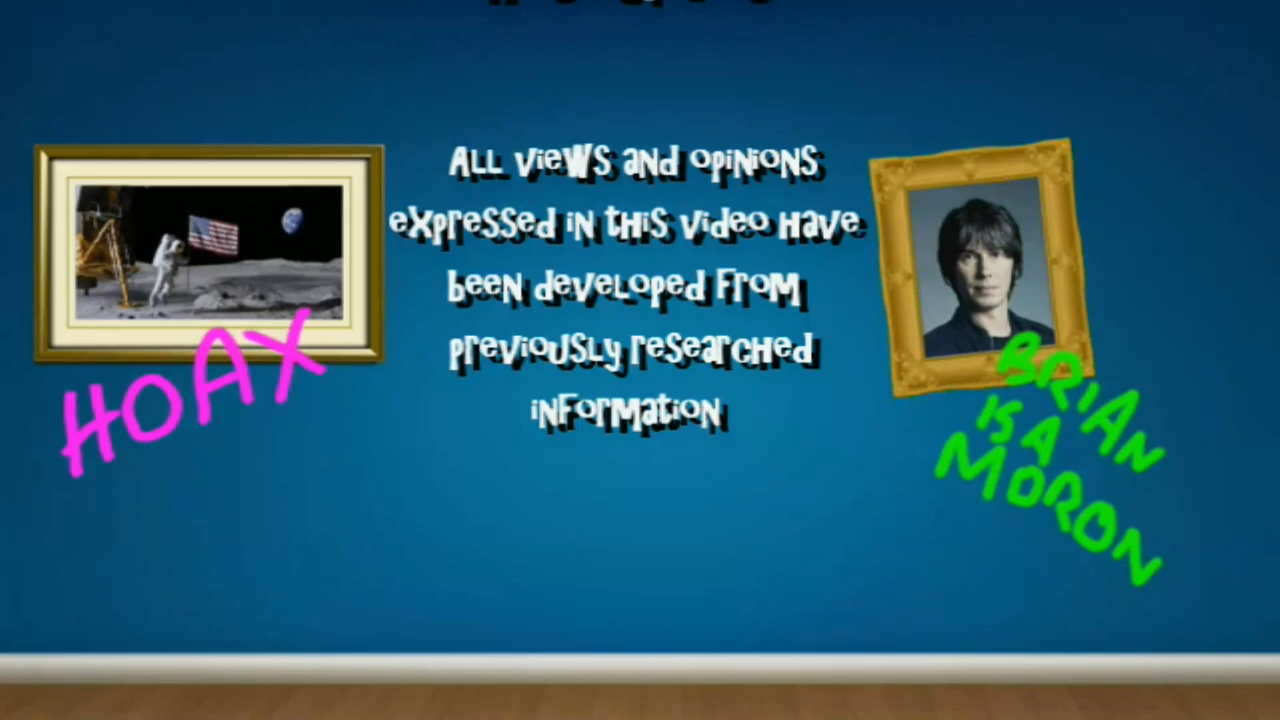 All views and opinions
expressed in this video have
been developed from
previously researched
information
HOAX
BRIAN
IS A
MORON